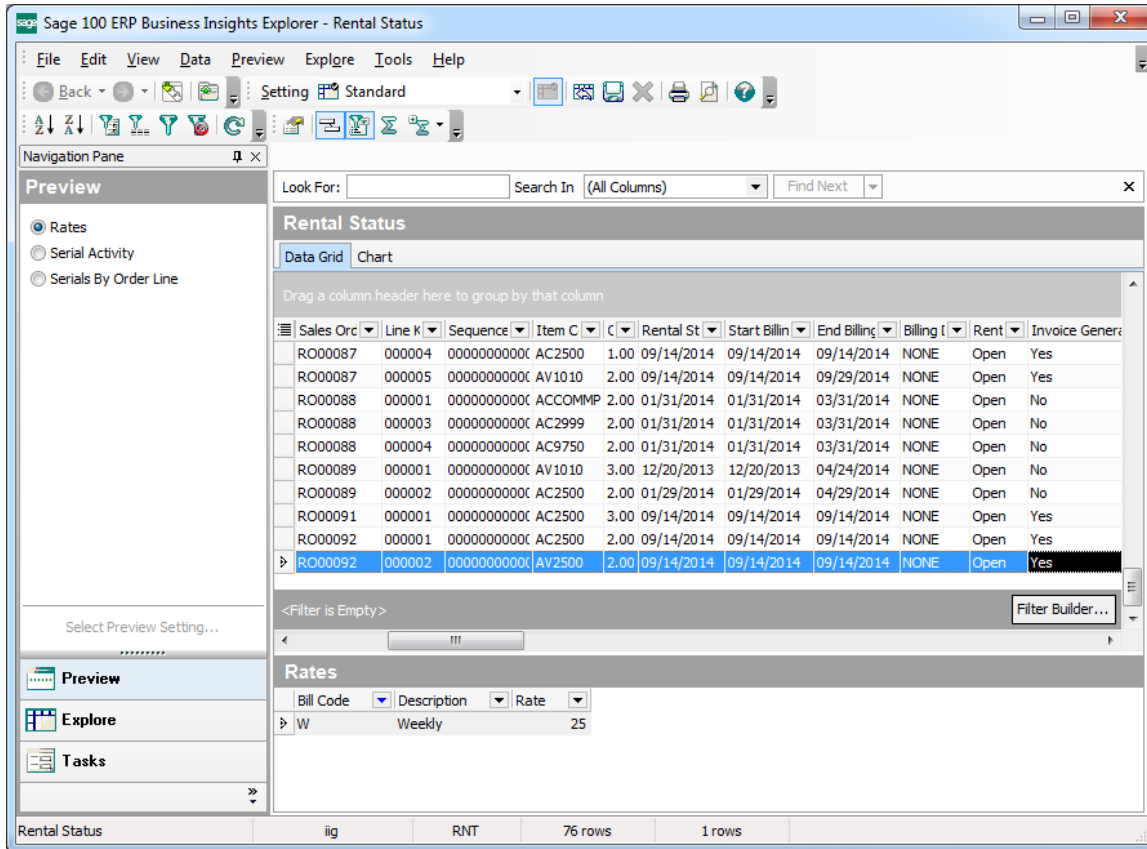 sage Sage 100 ERP Business Insights Explorer - Rental Status
File Edit View Data Preview Explore Tools Help
Back Setting Standard
Navigation Pane
Preview
Rates
Serial Activity
Serials By Order Line
Select Preview Setting...
Preview
Explore
Tasks
Look For: Search In (All Columns) Find Next
Rental Status
Data Grid Chart
Drag a column header here to group by that column
Sales Ord Line K Sequence Item C Rental St Start Billin End Billing Billing Rent Invoice Genera
RO00087 000004 00000000000 AC2500 1.00 09/14/2014 09/14/2014 09/14/2014 NONE Open Yes
RO00087 000005 00000000000 AV1010 2.00 09/14/2014 09/14/2014 09/29/2014 NONE Open Yes
RO00088 000001 00000000000 ACCOMMP 2.00 01/31/2014 01/31/2014 03/31/2014 NONE Open No
RO00088 000003 00000000000 AC2999 2.00 01/31/2014 01/31/2014 03/31/2014 NONE Open No
RO00088 000004 00000000000 AC9750 2.00 01/31/2014 01/31/2014 03/31/2014 NONE Open No
RO00089 000001 00000000000 AV1010 3.00 12/20/2013 12/20/2013 04/24/2014 NONE Open No
RO00089 000002 00000000000 AC2500 2.00 01/29/2014 01/29/2014 04/29/2014 NONE Open No
RO00091 000001 00000000000 AC2500 3.00 09/14/2014 09/14/2014 09/14/2014 NONE Open Yes
RO00092 000001 00000000000 AC2500 2.00 09/14/2014 09/14/2014 09/14/2014 NONE Open Yes
RO00092 000002 00000000000 AV2500 2.00 09/14/2014 09/14/2014 09/14/2014 NONE Open Yes
<Filter is Empty> Filter Builder...
Rates
Bill Code Description Rate
W Weekly 25
Rental Status iig RNT 76 rows 1 rows